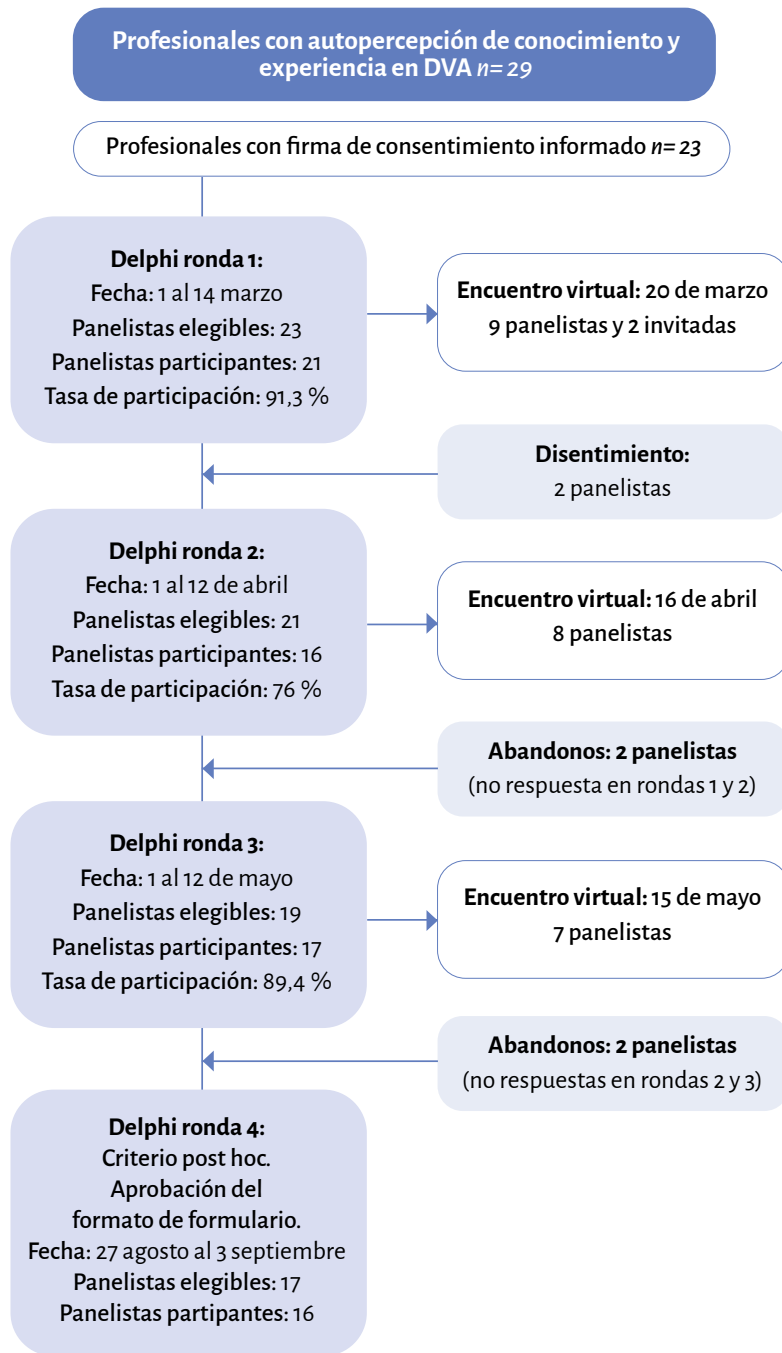 Profesionales con autopercepción de conocimiento y
experiencia en DVA n= 29
Profesionales con firma de consentimiento informado n= 23
Delphi ronda 1:
Fecha: 1 al 14 marzo
Panelistas elegibles: 23
Panelistas participantes: 21
Tasa de participación: 91,3 %
Encuentro virtual: 20 de marzo
9 panelistas y 2 invitadas
Disentimiento:
2 panelistas
Delphi ronda 2:
Fecha: 1 al 12 de abril
Panelistas elegibles: 21
Panelistas participantes: 16
Tasa de participación: 76 %
Encuentro virtual: 16 de abril
8 panelistas
Abandonos: 2 panelistas
(no respuesta en rondas 1 y 2)
Delphi ronda 3:
Fecha: 1 al 12 de mayo
Panelistas elegibles: 19
Panelistas participantes: 17
Tasa de participación: 89,4 %
Encuentro virtual: 15 de mayo
7 panelistas
Abandonos: 2 panelistas
(no respuestas en rondas 2 y 3)
Delphi ronda 4:
Criterio post hoc.
Aprobación del
formato de formulario.
Fecha: 27 agosto al 3 septiembre
Panelistas elegibles: 17
Panelistas partipantes: 16